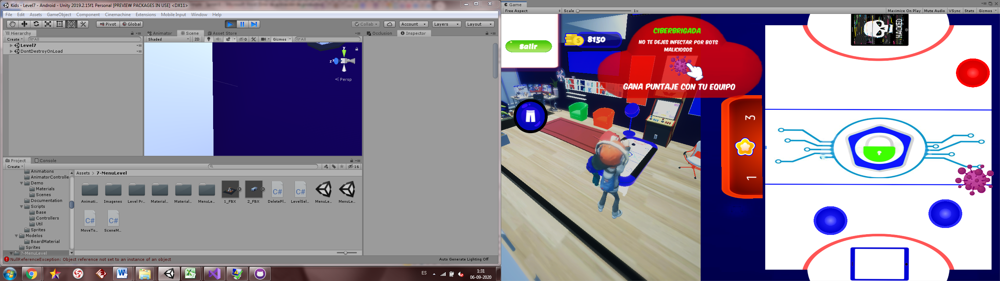 Kids - Level7 - Android - Unity 2019.2.15f1 Personal [PREVIEW PACKAGES IN USE] <DX11>
File Edit Assets GameObject Component Cinemachine Extensions Mobile Input Window Help
Pivot Global Collab Account Layers Layout
Hierarchy
Create All
Level7
DontDestroyOnLoad
Animator Scene Asset Store
Shaded 2D 0 Gizmos All
y
z
Persp
Occlusion Inspector
Project Console
Create 16
Animations
AnimatorControlle
Demo
Materials
Scenes
Documentation
Scripts
Base
Controllers
Util
Sprites
Modelos
BoardMaterial
Sprites
7-MenuLevel
Assets > 7-MenuLevel
Animati... Imagenes Level Pr... Material... Material... MenuLe... 1_FBX 2_FBX DeletePl... LevelSel... MenuLe... MenuLe...
C# C#
C# C#
MoveTo... SceneM...
NullReferenceException: Object reference not set to an instance of an object
Auto Generate Lighting Off
ES
1:31
06-09-2020
Game
Free Aspect Scale 1x Maximize On Play Mute Audio VSync Stats Gizmos
Salir
8150
CIBERBRIGADA
NO TE DEJES INFECTAR POR BOTS
MALICIOSOS
GANA PUNTAJE CON TU EQUIPO
3
1
HACKED